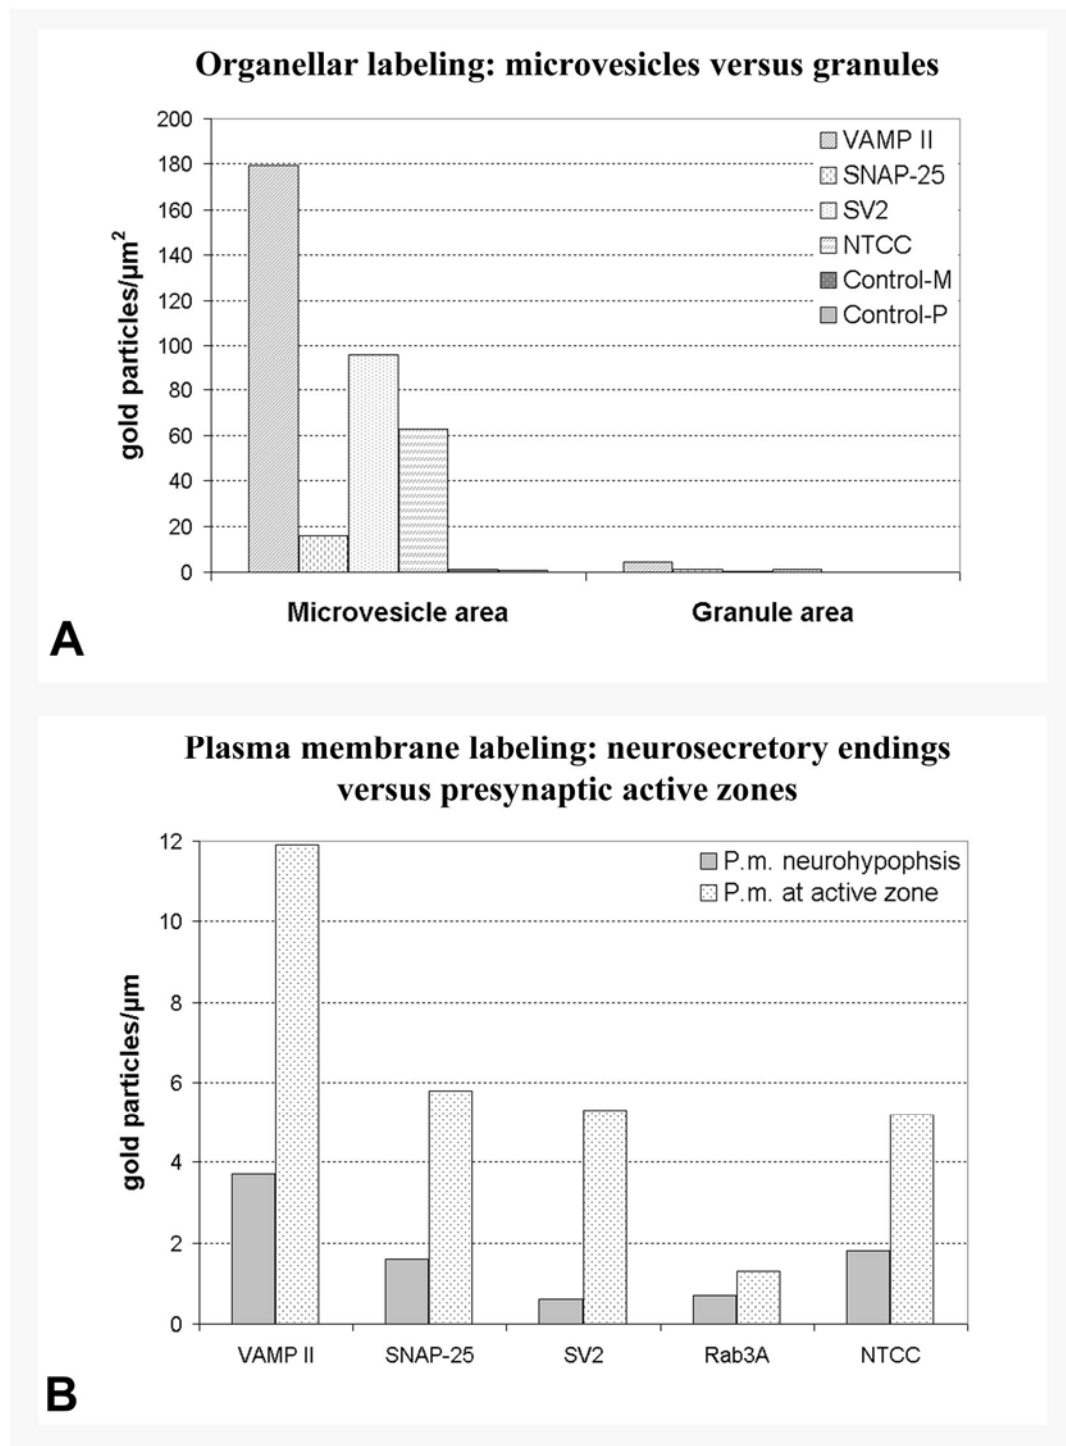 Organellar labeling: microvesicles versus granules
200
180
160
140
120
100
80
60
40
20
0
gold particles/µm²
VAMP II
SNAP-25
SV2
NTCC
Control-M
Control-P
Microvesicle area
Granule area
A
Plasma membrane labeling: neurosecretory endings
versus presynaptic active zones
12
10
8
6
4
2
0
gold particles/µm
P.m. neurohypophsis
P.m. at active zone
VAMP II
SNAP-25
SV2
Rab3A
NTCC
B